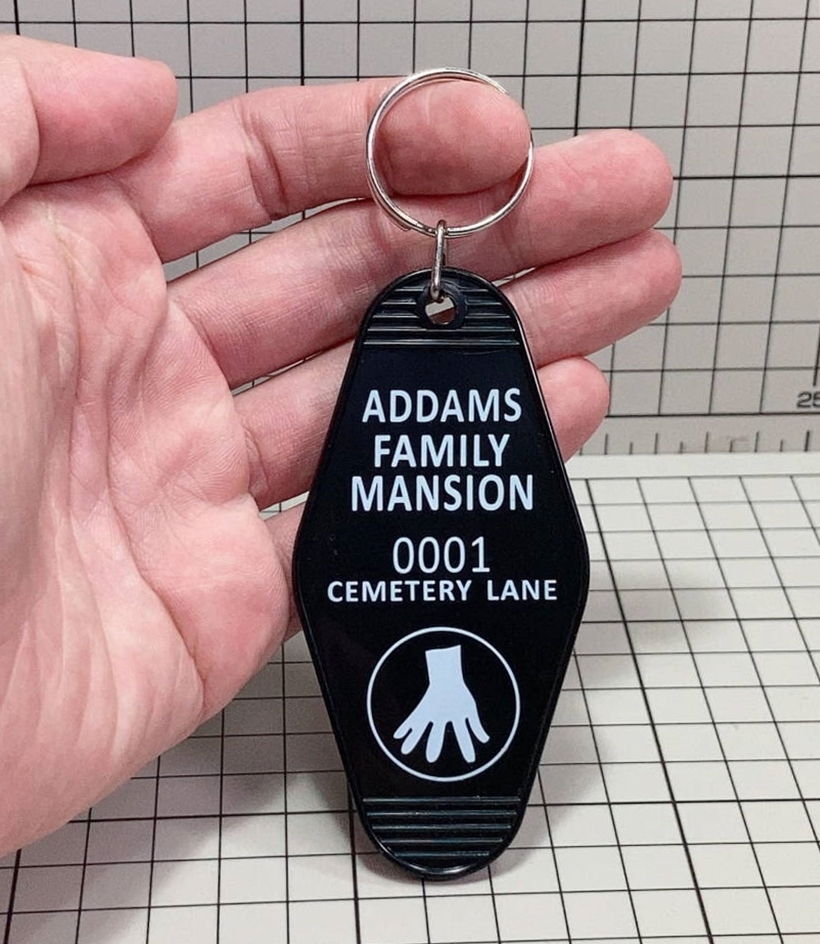 ADDAMS
FAMILY
MANSION
0001
CEMETERY LANE